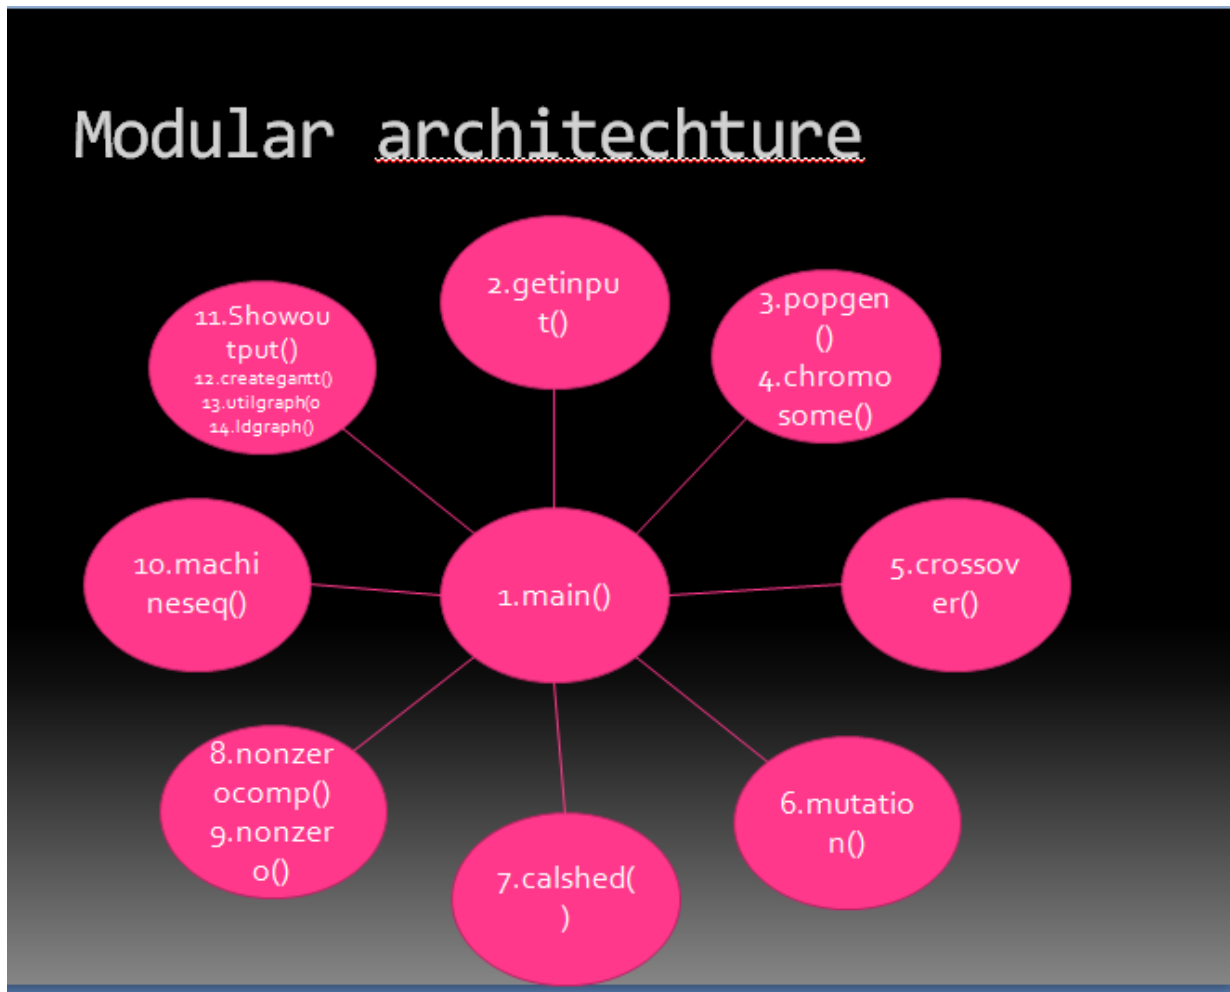 Modular architechture
2.getinpu
t()
3.popgen
()
4.chromo
some()
5.crossov
er()
6.mutatio
n()
7.calshed(
)
8.nonzer
ocomp()
9.nonzer
o()
10.machi
neseq()
11.Showou
tput()
12.creategantt()
13.utilgraph(o
14.ldgraph()
1.main()